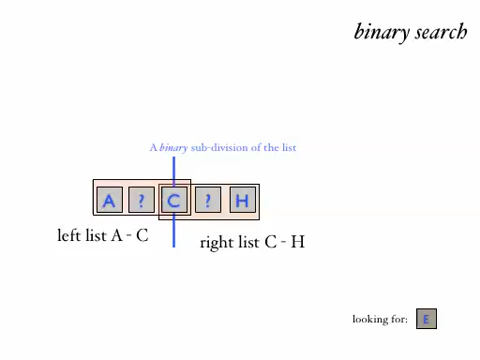 binary search
A binary sub-division of the list
A ? C ? H
left list A - C
right list C - H
looking for: E